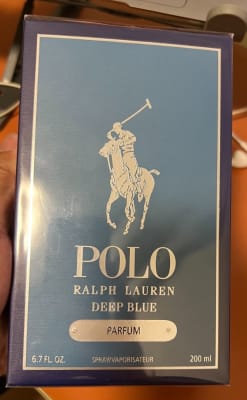 POLO
RALPH LAUREN
DEEP BLUE
PARFUM
6.7 FL. OZ. SPRAY/VAPORISATEUR 200 ml